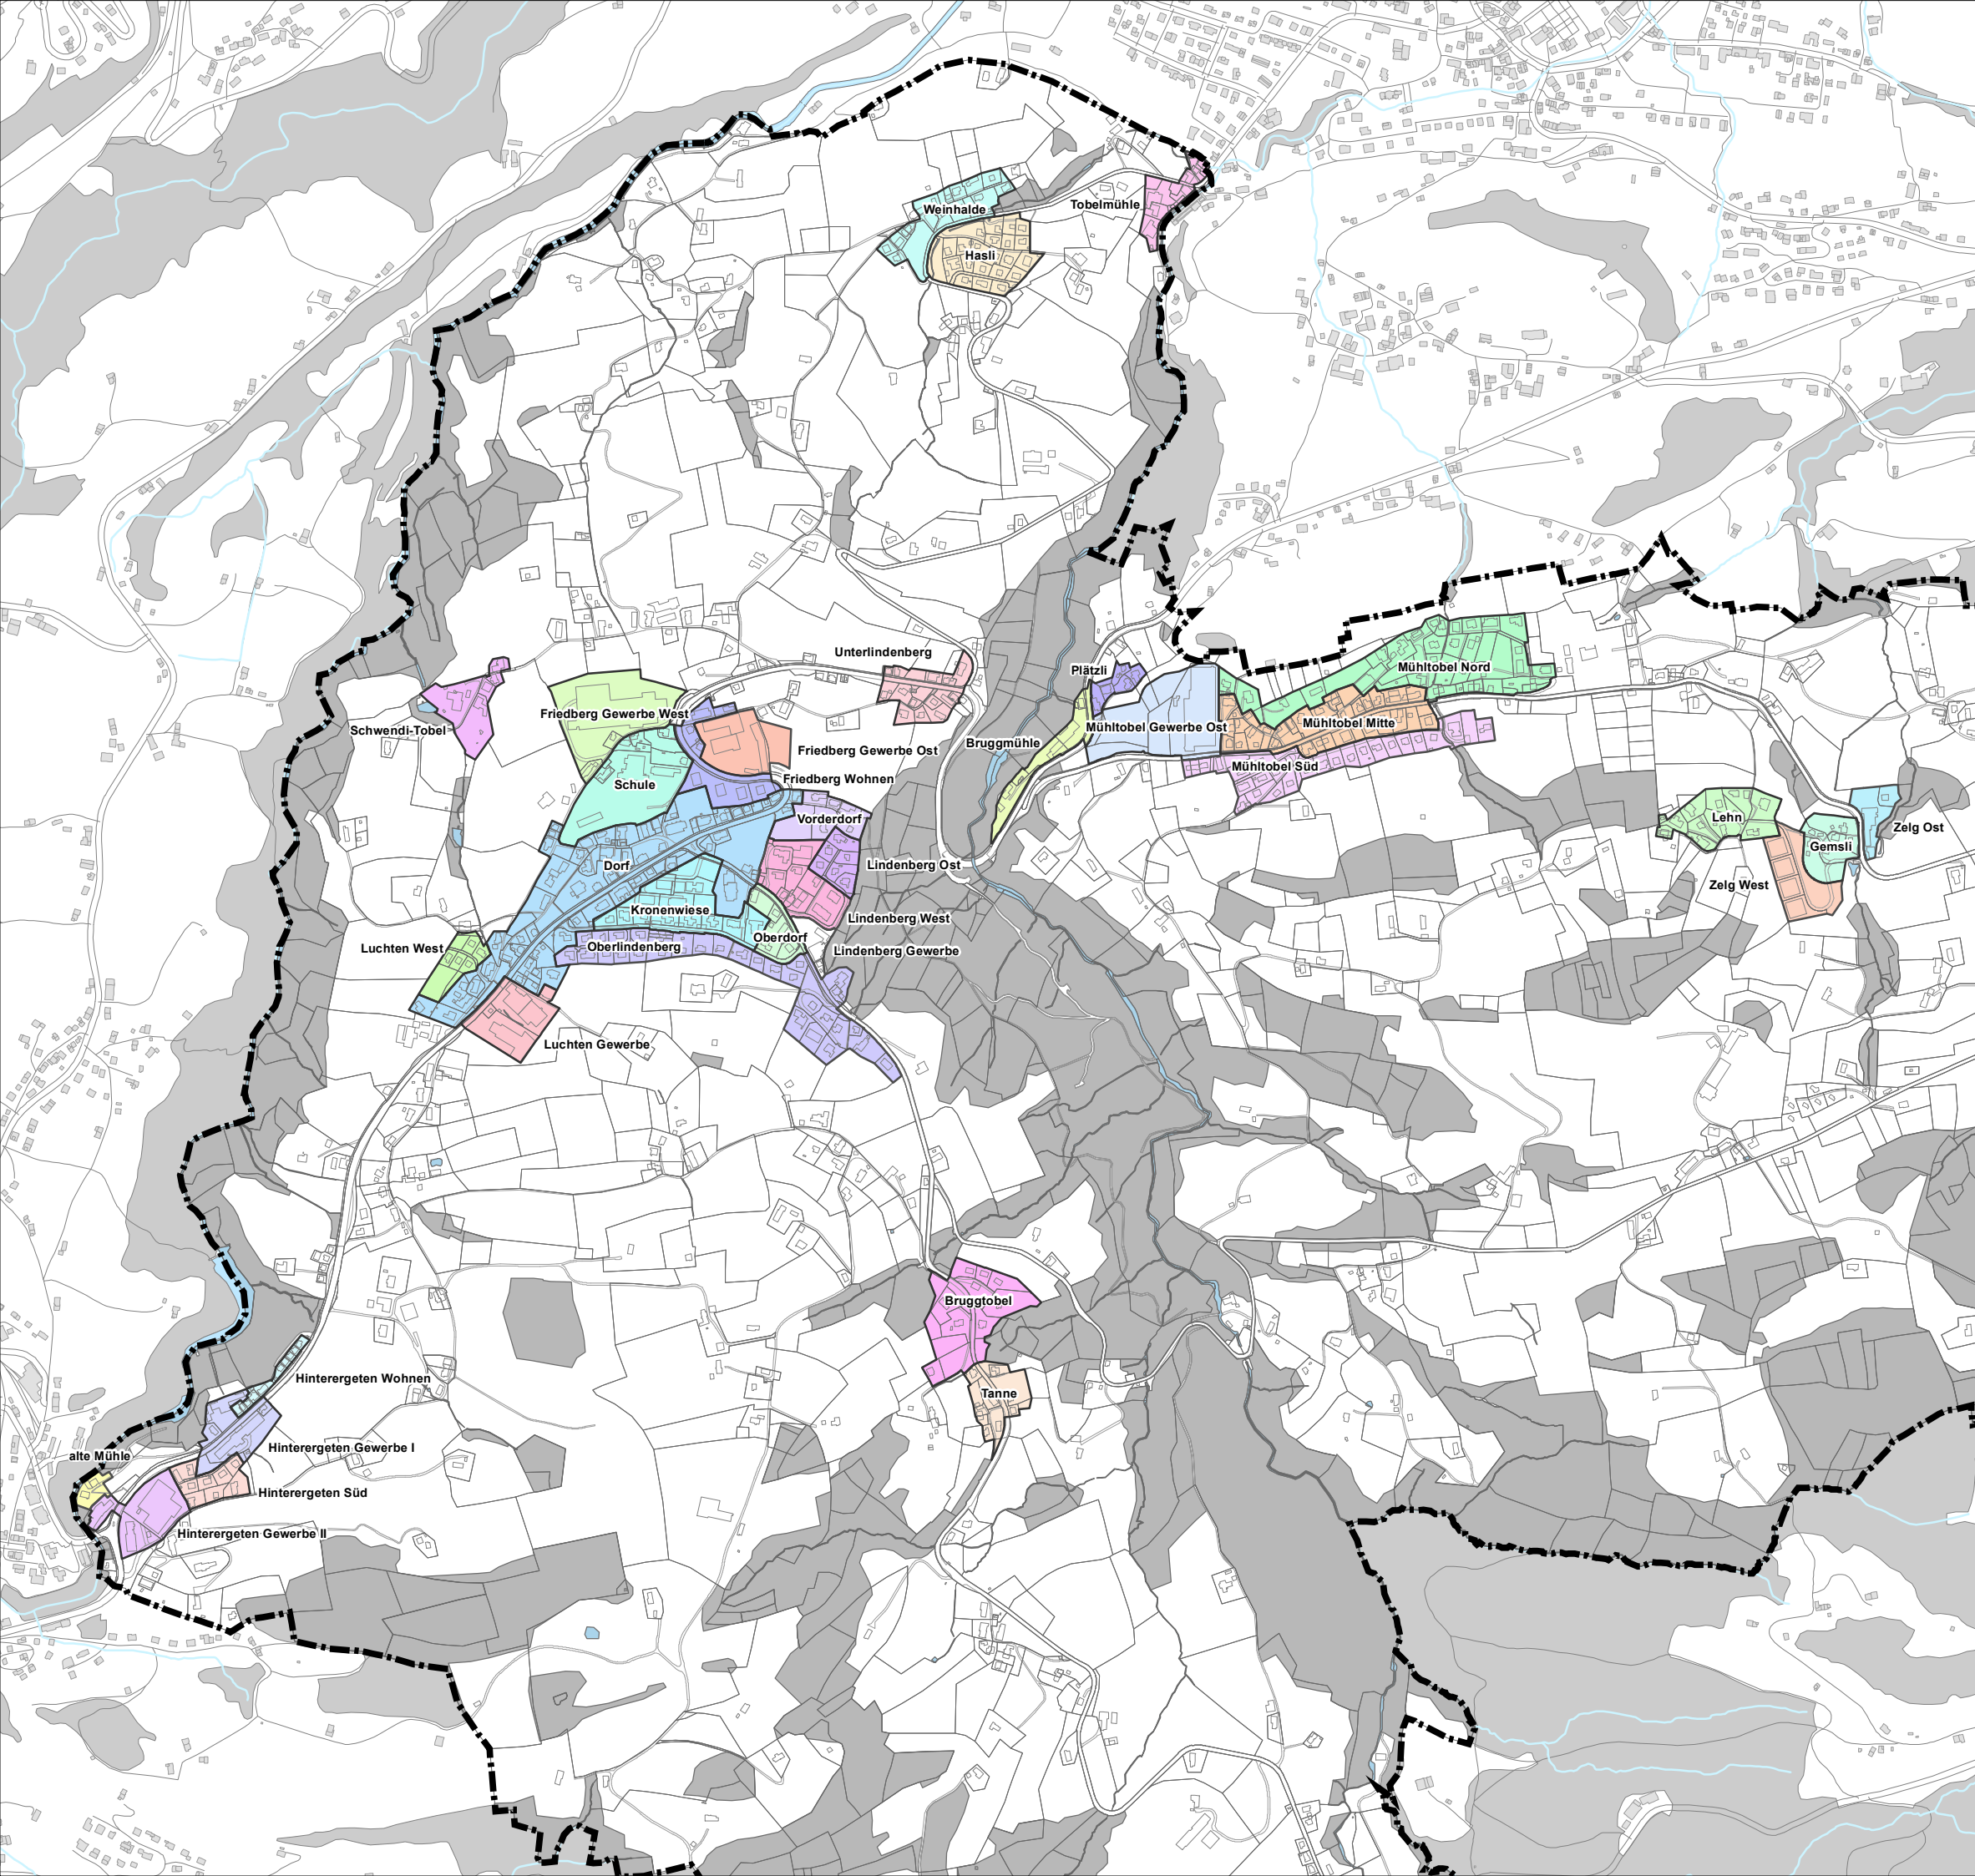 Weinhalde
Tobelmühle
Hasli
Unterlindenberg
Plätzli
Mühltobel Nord
Friedberg Gewerbe West
Schwendi-Tobel
Mühltobel Gewerbe Ost
Mühltobel Mitte
Bruggmühle
Friedberg Gewerbe Ost
Mühltobel Süd
Friedberg Wohnen
Schule
Vorderdorf
Lehn
Zelg Ost
Gemsli
Dorf
Lindenberg Ost
Zelg West
Kronenwiese
Lindenberg West
Oberdorf
Luchten West
Oberlindenberg
Lindenberg Gewerbe
Luchten Gewerbe
Bruggtobel
Hinterergeten Wohnen
Tanne
Hinterergeten Gewerbe I
alte Mühle
Hinterergeten Süd
Hinterergeten Gewerbe II